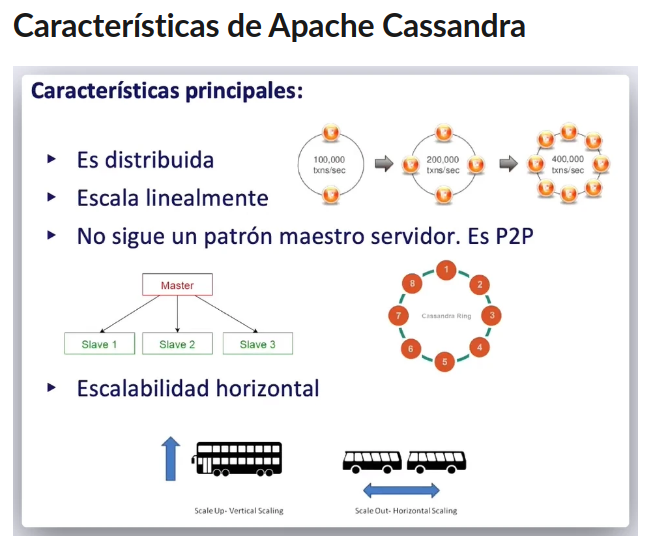 Características de Apache Cassandra
Características principales:
Es distribuida
100,000
txns/sec
200,000
txns/sec
400,000
txns/sec
Escala linealmente
No sigue un patrón maestro servidor. Es P2P
Master
Slave 1
Slave 2
Slave 3
1
2
3
4
5
6
7
8
Cassandra Ring
Escalabilidad horizontal
Scale Up- Vertical Scaling
Scale Out- Horizontal Scaling